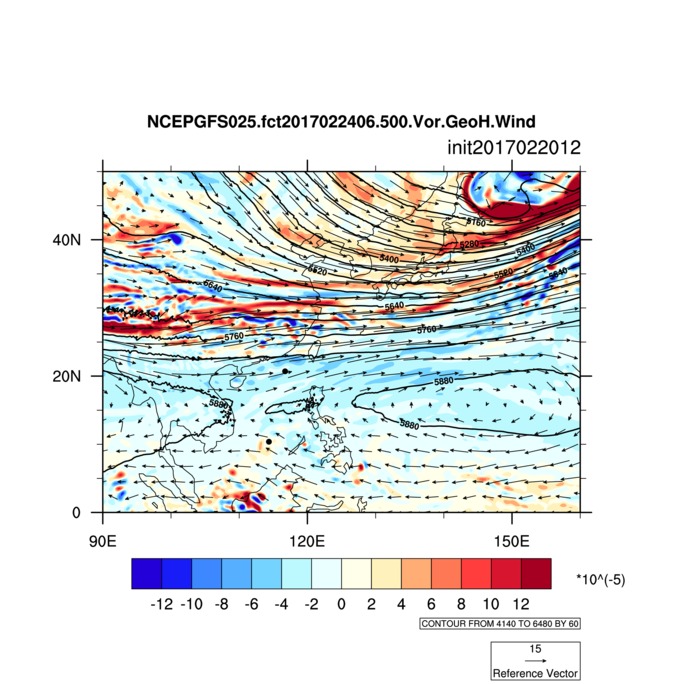 NCEPGFS025.fct2017022406.500.Vor.GeoH.Wind
init2017022012
5160
5280
40N
5400
5400
5520
5520
5640
5640
5640
5760
5760
20N
5880
5880
5880
0
90E 120E 150E
-12 -10 -8 -6 -4 -2 0 2 4 6 8 10 12
*10^(-5)
CONTOUR FROM 4140 TO 6480 BY 60
15
Reference Vector